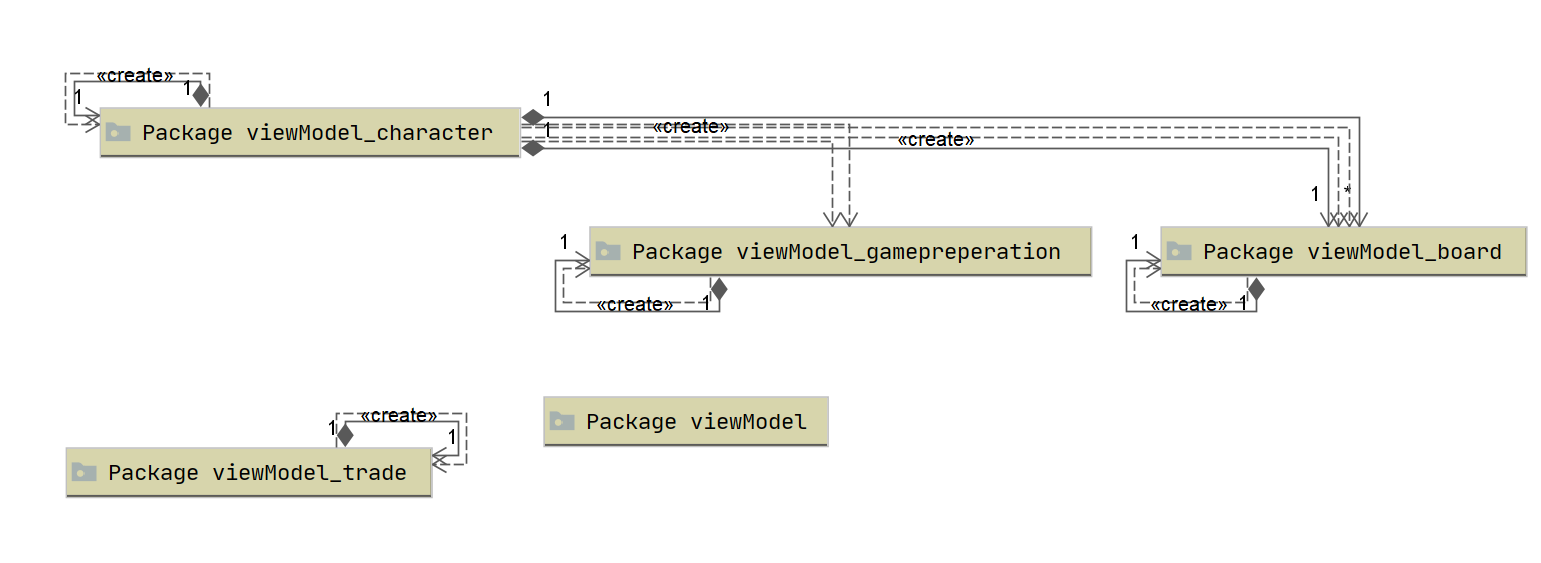 «create»
1
1
1
Package viewModel_character
1
«create»
«create»
1
*
1
Package viewModel_gamepreperation
1
Package viewModel_board
«create»
1
«create»
1
«create»
1
1
Package viewModel
Package viewModel_trade